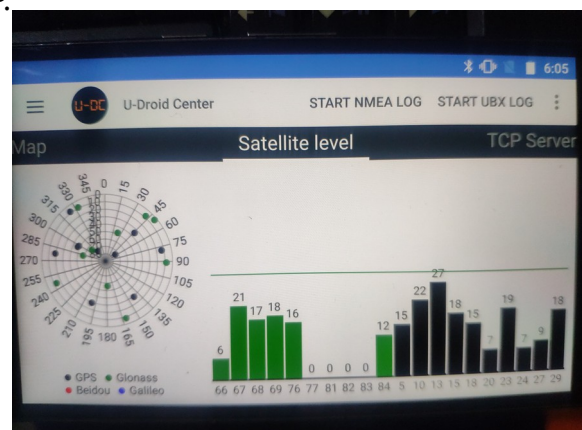 6:05
U-DC U-Droid Center START NMEA LOG START UBX LOG
Map Satellite level TCP Server
330 345 0 15 30 45 60 75 90 105 120 135 150 165 180 195 210 225 240 255 270 285 300 315
27
22
21
19
18 18 18
17
16
15 15
12
9
7 7
6
0 0 0 0
66 67 68 69 76 77 81 82 83 84 5 10 13 15 18 20 23 24 27 29
GPS Glonass
Beidou Galileo